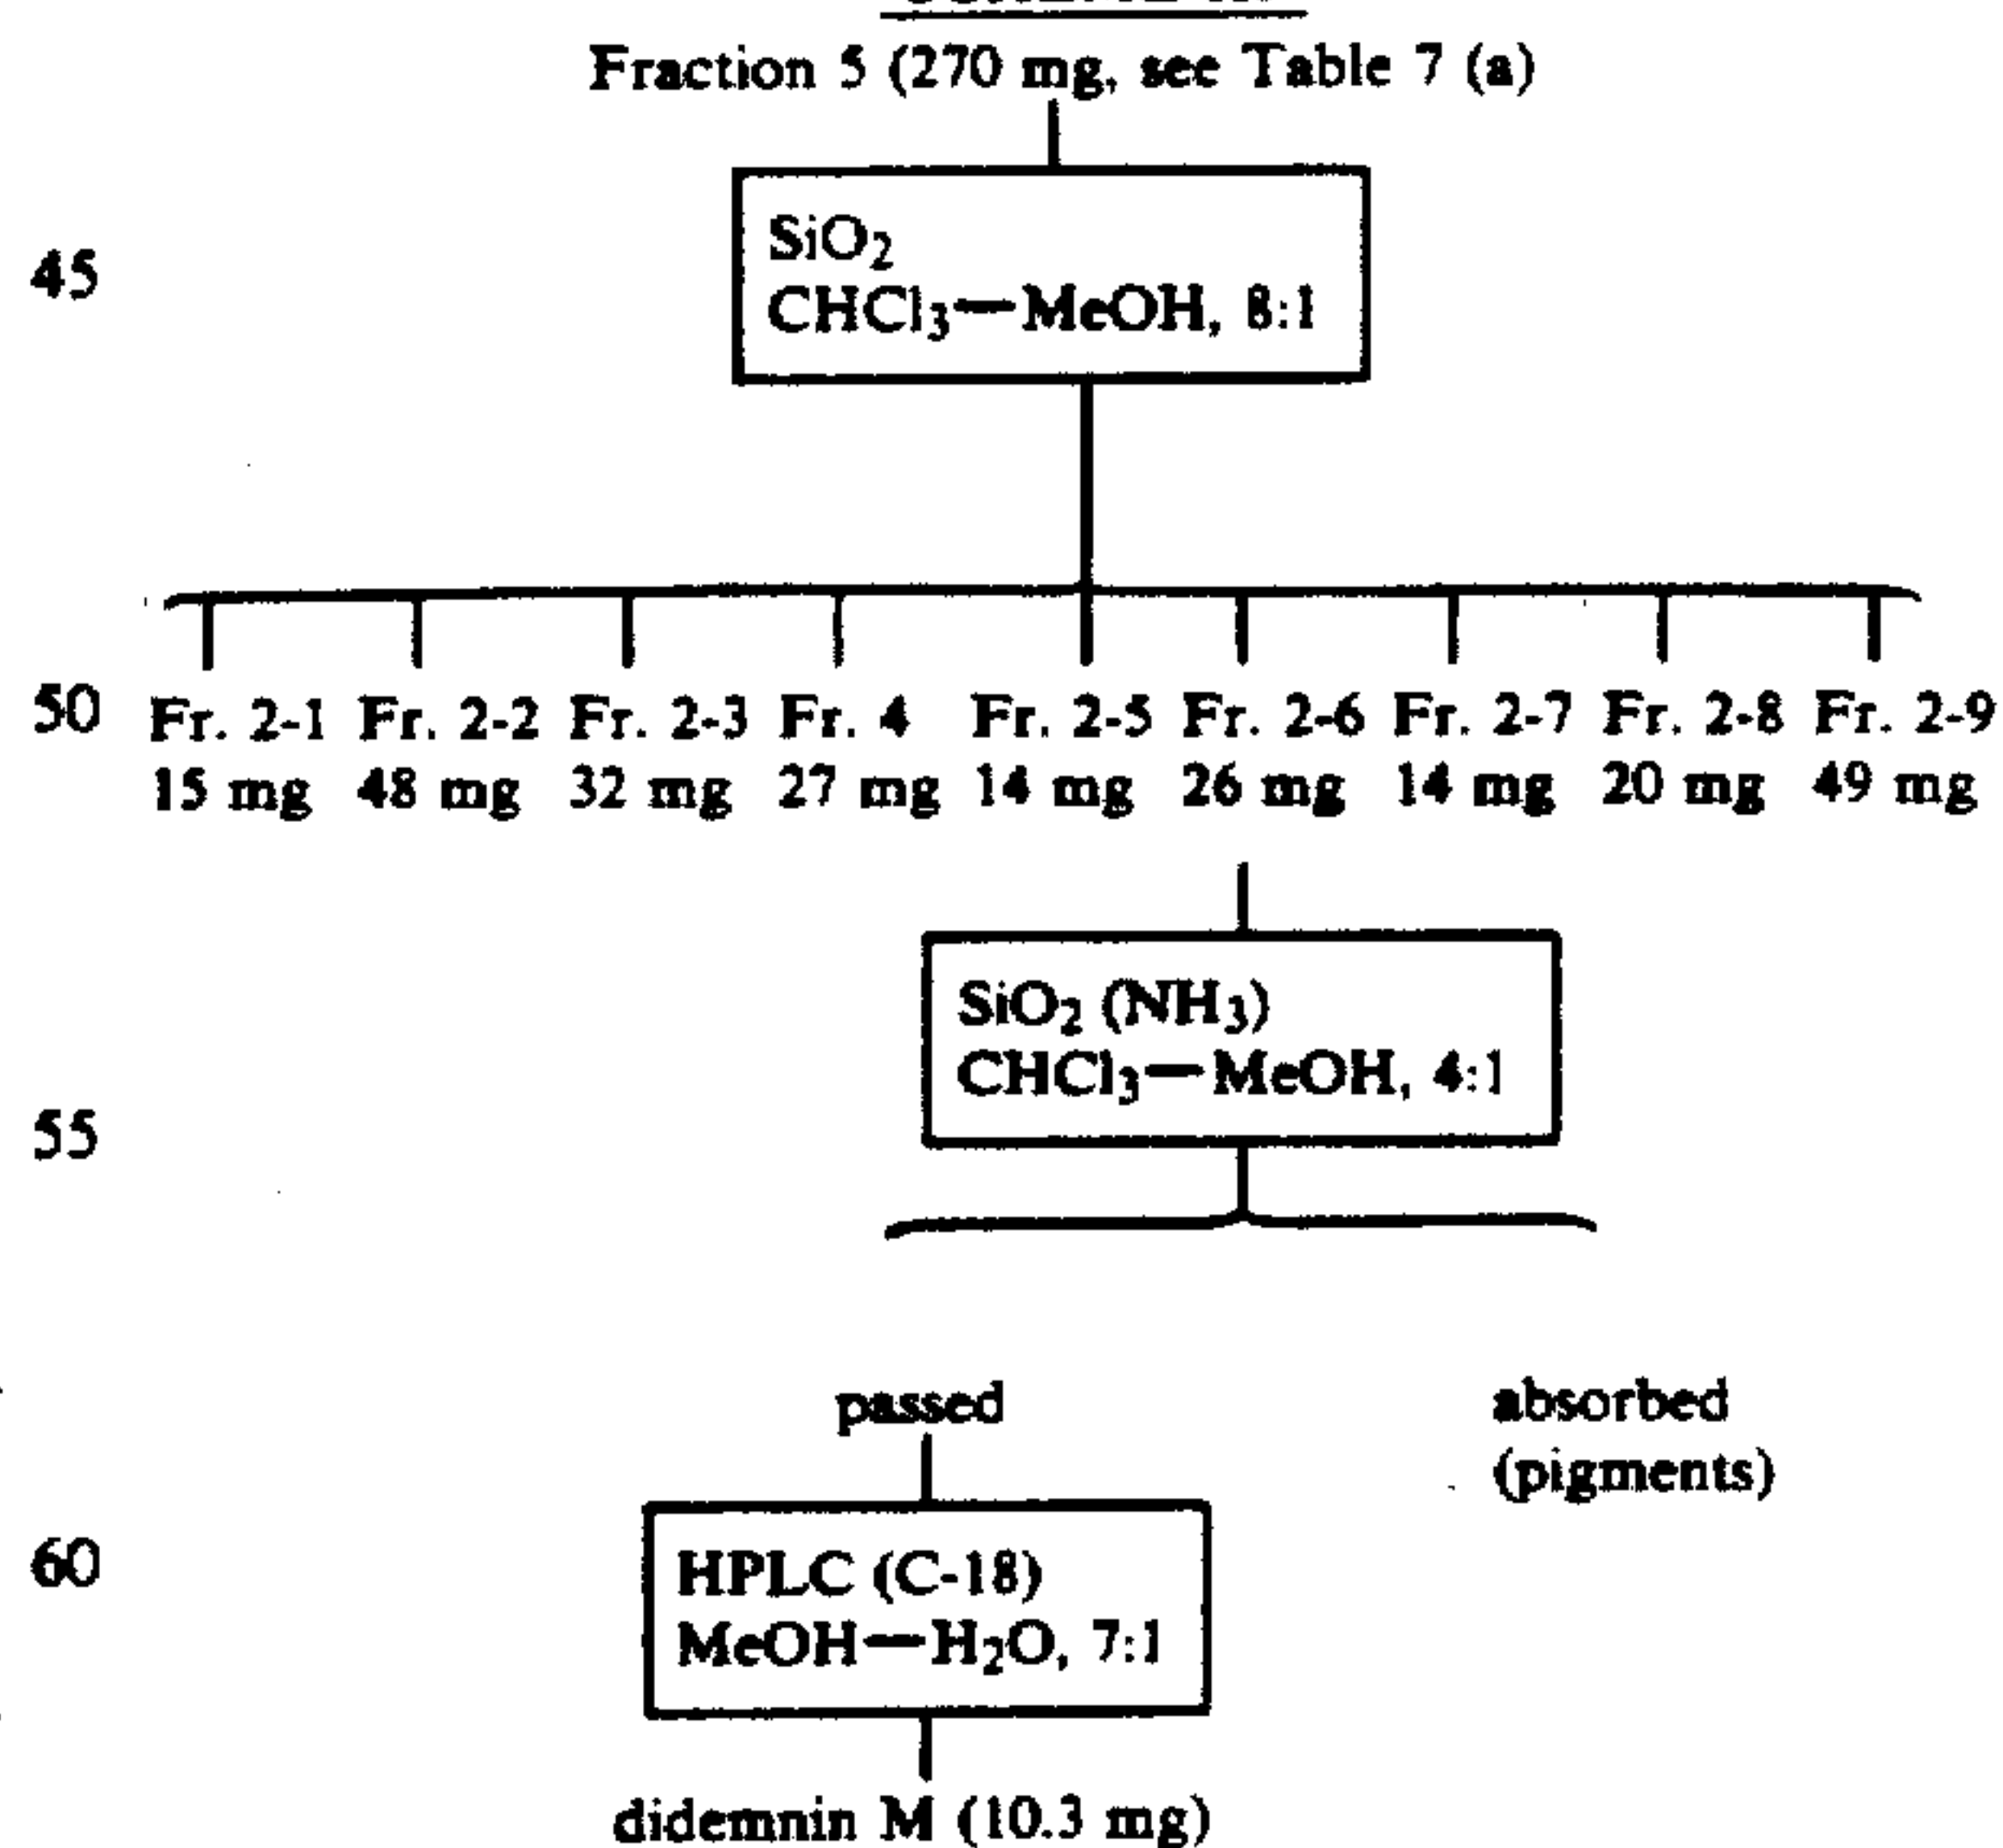 Fraction 5 (270 mg, see Table 7 (a)
SiO2
45
CHCl3—MeOH, 8:1
50 Fr. 2-1 Fr. 2-2 Fr. 2-3 Fr. 4 Fr. 2-5 Fr. 2-6 Fr. 2-7 Fr. 2-8 Fr. 2-9
15 mg 48 mg 32 mg 27 mg 14 mg 26 mg 14 mg 20 mg 49 mg
SiO2 (NH3)
CHCl3—MeOH, 4:1
55
passed absorbed
(pigments)
60 HPLC (C-18)
MeOH—H2O, 7:1
didemnin M (10.3 mg)